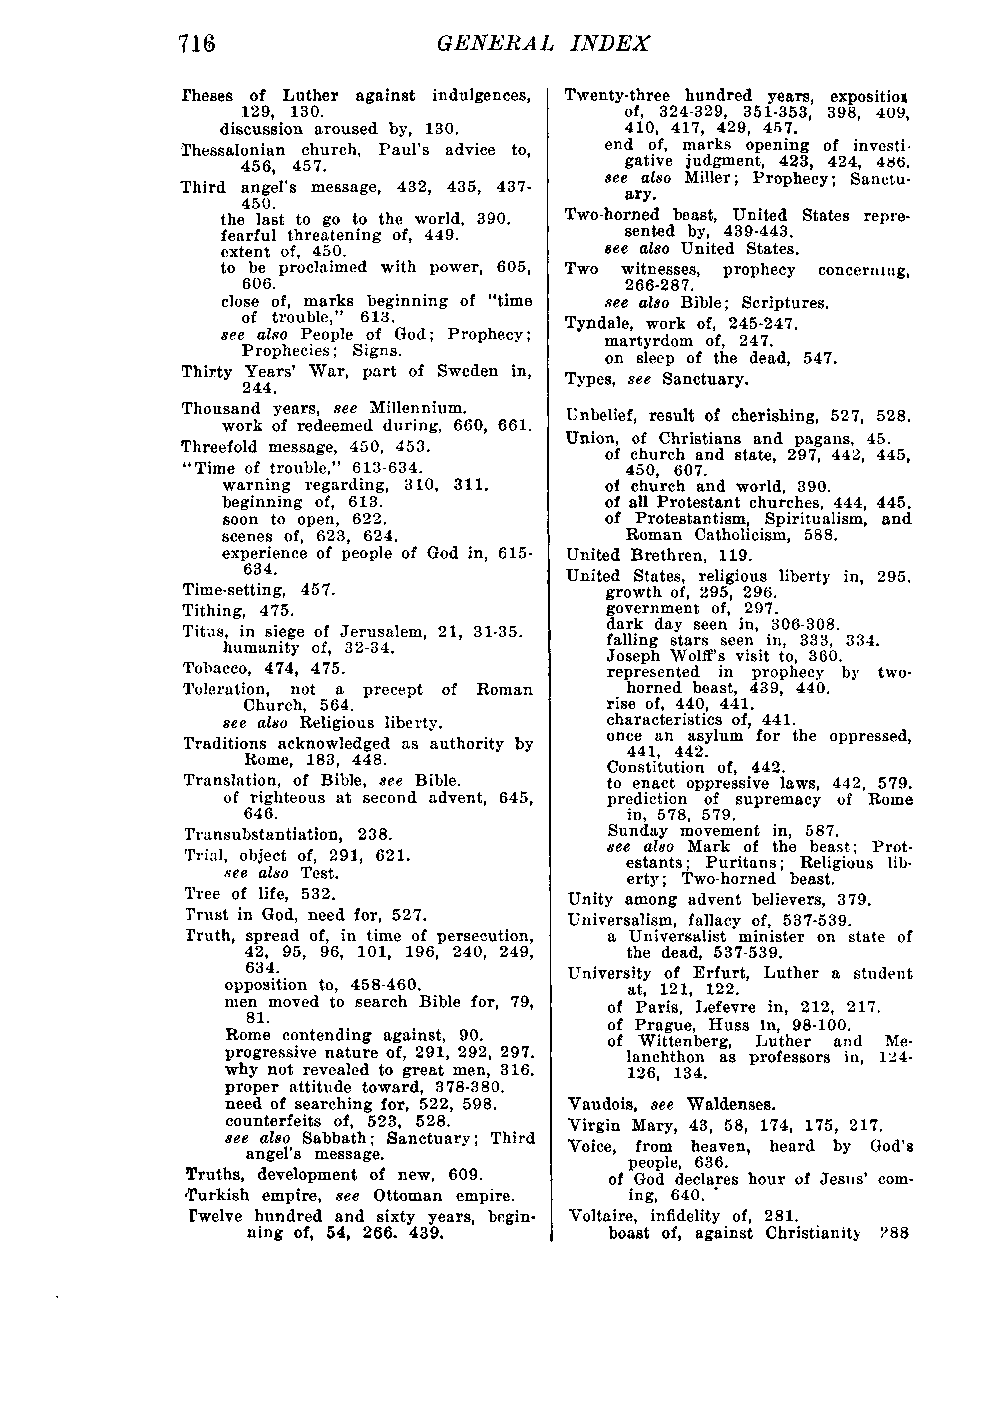 716 GENERAL INDEX
Theses of Luther against indulgences,
129, 130.
discussion aroused by, 130.
Thessalonian church, Paul's advice to,
456, 457.
Third angel's message, 432, 435, 437-
450.
the last to go to the world, 390.
fearful threatening of, 449.
extent of, 450.
to be proclaimed with power, 605,
606.
close of, marks beginning of "time
of trouble," 613.
see also People of God; Prophecy;
Prophecies; Signs.
Thirty Years' War, part of Sweden in,
244.
Thousand years, see Millennium.
work of redeemed during, 660, 661.
Threefold message, 450, 453.
"Time of trouble," 613-634.
warning regarding, 310, 311.
beginning of, 613.
soon to open, 622.
scenes of, 623, 624.
experience of people of God in, 615-
634.
Time-setting, 457.
Tithing, 475.
Titus, in siege of Jerusalem, 21, 31-35.
humanity of, 32-34.
Tobacco, 474, 475.
Toleration, not a precept of Roman
Church, 564.
see also Religious liberty.
Traditions acknowledged as authority by
Rome, 183, 448.
Translation, of Bible, see Bible.
of righteous at second advent, 645,
646.
Transubstantiation, 238.
Trial, object of, 291, 621.
see also Test.
Tree of life, 532.
Trust in God, need for, 527.
Truth, spread of, in time of persecution,
42, 95, 96, 101, 196, 240, 249,
634.
opposition to, 458-460.
men moved to search Bible for, 79,
81.
Rome contending against, 90.
progressive nature of, 291, 292, 297.
why not revealed to great men, 316.
proper attitude toward, 378-380.
need of searching for, 522, 598.
counterfeits of, 523, 528.
see also Sabbath; Sanctuary; Third
angel's message.
Truths, development of new, 609.
Turkish empire, see Ottoman empire.
Twelve hundred and sixty years, begin-
ning of, 54, 266. 439.
Twenty-three hundred years, exposition
of, 324-329, 351-353, 398, 409,
410, 417, 429, 457.
end of, marks opening of investi-
gative judgment, 423, 424, 486.
see also Miller; Prophecy; Sanctu-
ary.
Two-horned beast, United States repre-
sented by, 439-443.
see also United States.
Two witnesses, prophecy concerning,
266-287.
see also Bible; Scriptures.
Tyndale, work of, 245-247.
martyrdom of, 247.
on sleep of the dead, 547.
Types, see Sanctuary.
Unbelief, result of cherishing, 527, 528.
Union, of Christians and pagans, 45.
of church and state, 297, 442, 445,
450, 607.
of church and world, 390.
of all Protestant churches, 444, 445.
of Protestantism, Spiritualism, and
Roman Catholicism, 588.
United Brethren, 119.
United States, religious liberty in, 295.
growth of, 295, 296.
government of, 297.
dark day seen in, 306-308.
falling stars seen in, 333, 334.
Joseph Wolff's visit to, 360.
represented in prophecy by two-
horned beast, 439, 440.
rise of, 440, 441.
characteristics of, 441.
once an asylum for the oppressed,
441, 442.
Constitution of, 442.
to enact oppressive laws, 442, 579.
prediction of supremacy of Rome
in, 578, 579.
Sunday movement in, 587.
see also Mark of the beast; Prot-
estants; Puritans; Religious lib-
erty; Two-horned beast.
Unity among advent believers, 379.
Universalism, fallacy of, 537-539.
a Universalist minister on state of
the dead, 537-539.
University of Erfurt, Luther a student
at, 121, 122.
of Paris, Lefevre in, 212, 217.
of Prague, Huss in, 98-100.
of Wittenberg, Luther and Me-
lanchthon as professors in, 124-
126, 134.
Vaudois, see Waldenses.
Virgin Mary, 43, 58, 174, 175, 217.
Voice, from heaven, heard by God's
people, 636.
of God declares hour of Jesus' com-
ing, 640.
Voltaire, infidelity of, 281.
boast of, against Christianity 288